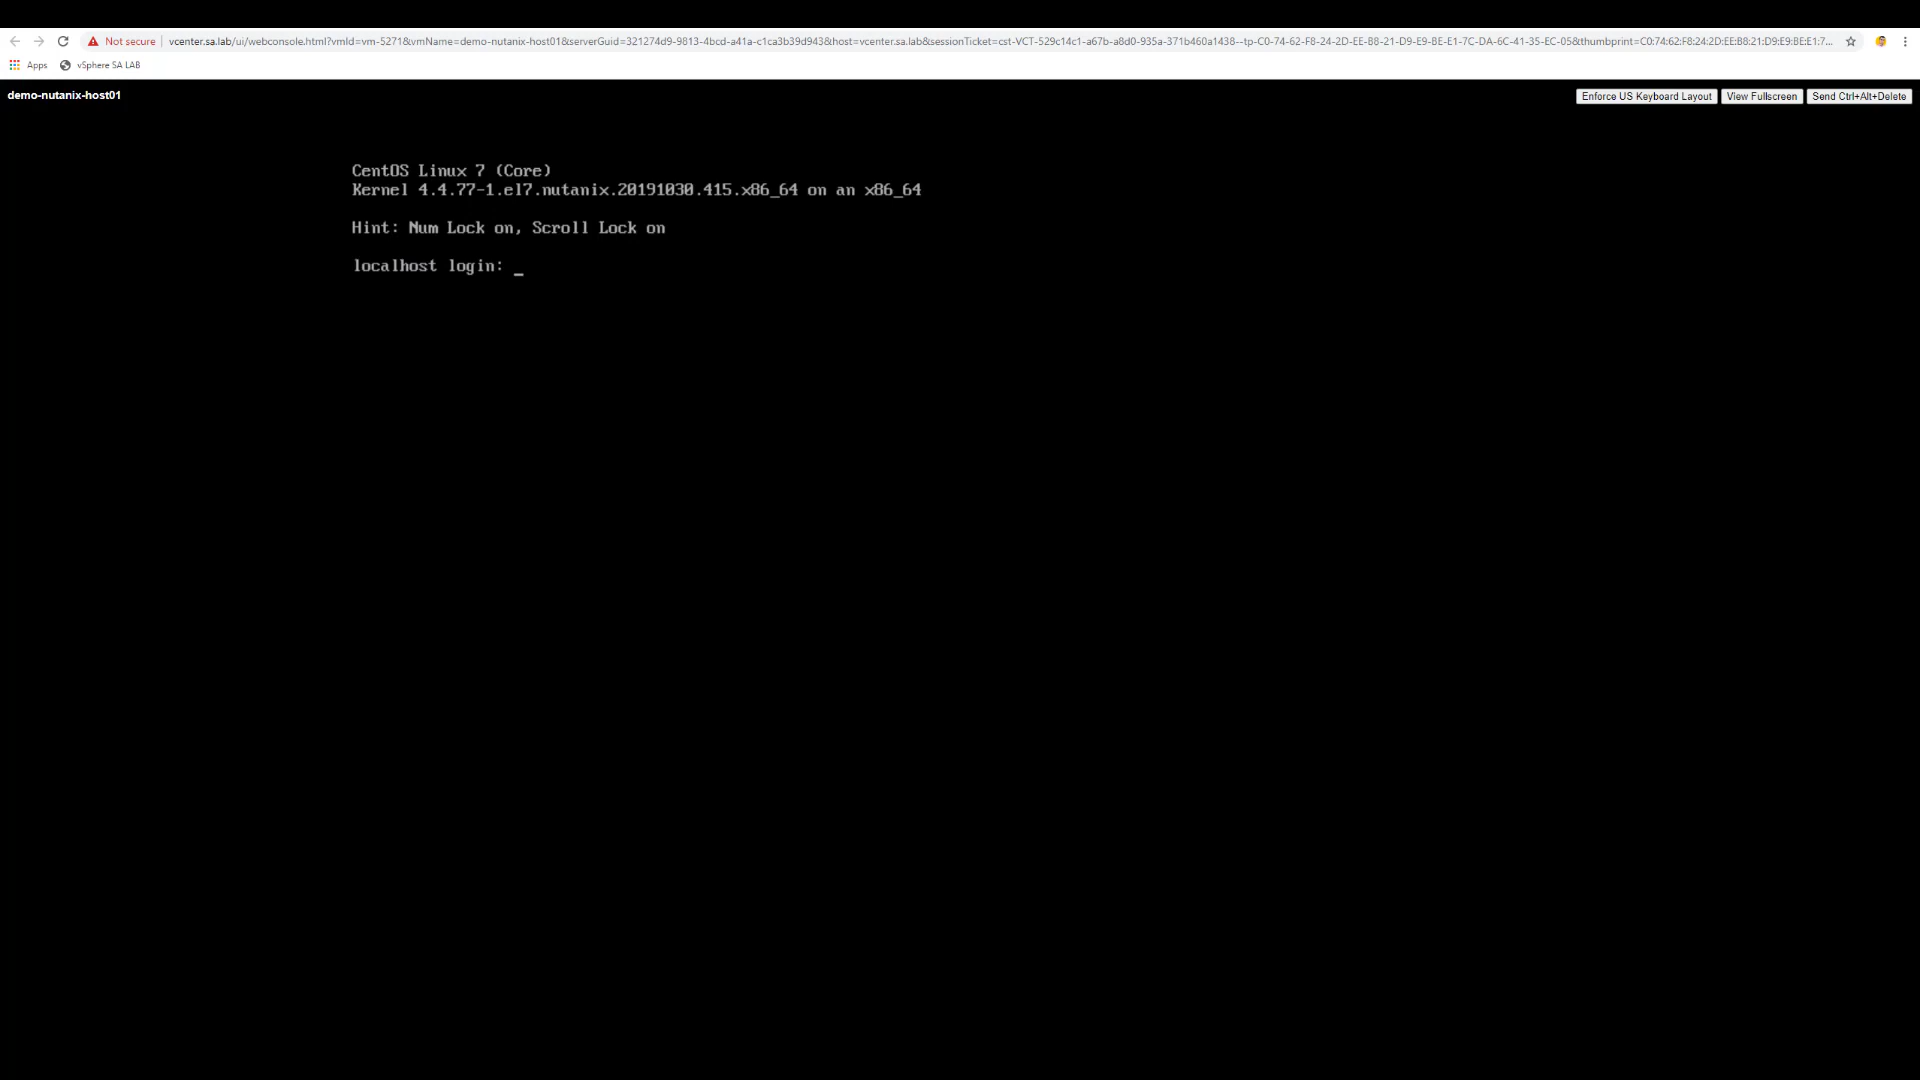 Not secure vcenter.sa.lab/ui/webconsole.html?vmId=vm-5271&vmName=demo-nutanix-host01&serverGuid=321274d9-9813-4bcd-a41a-c1ca3b39d943&host=vcenter.sa.lab&sessionTicket=cst-VCT-529c14c1-a67b-a8d0-935a-371b460a1438--tp-C0-74-62-F8-24-2D-EE-B8-21-D9-E9-BE-E1-7C-DA-6C-41-35-EC-05&thumbprint=C0:74:62:F8:24:2D:EE:B8:21:D9:E9:BE:E1:7...
Apps vSphere SA LAB
demo-nutanix-host01 Enforce US Keyboard Layout View Fullscreen Send Ctrl+Alt+Delete
CentOS Linux 7 (Core)
Kernel 4.4.77-1.el7.nutanix.20191030.415.x86_64 on an x86_64
Hint: Num Lock on, Scroll Lock on
localhost login: _